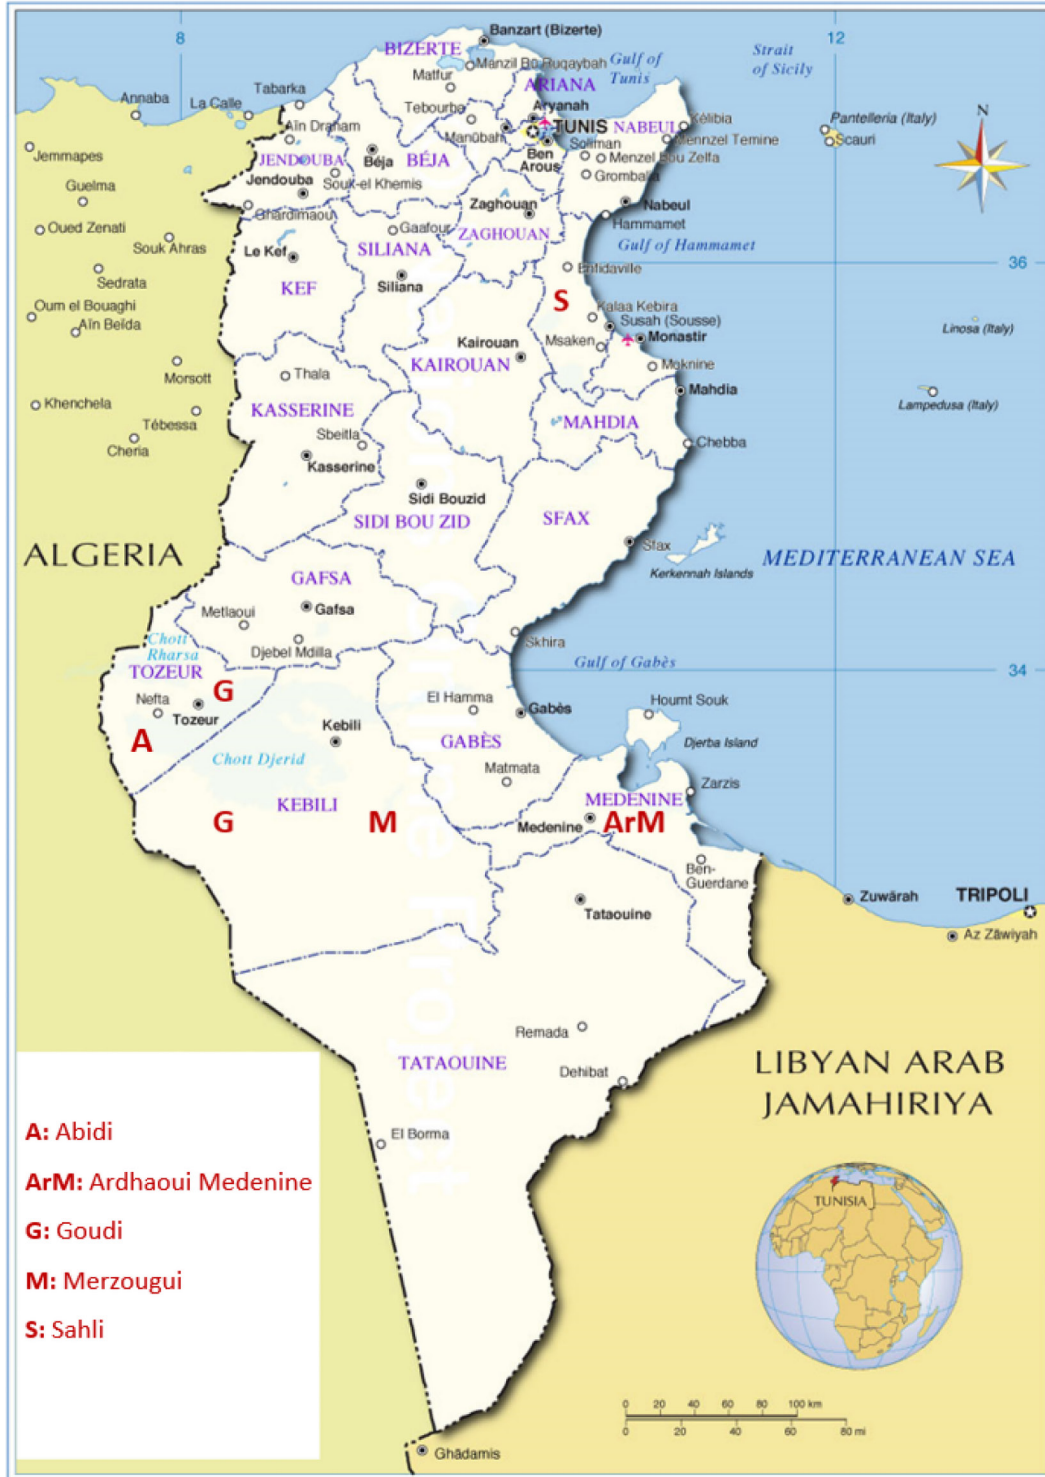 8
12
Banzart (Bizerte)
BIZERTE
Manzil Bu Ruqaybah
Gulf of
Tunis
Strait
of Sicily
Matfur
ARIANA
Annaba
La Calle
Tabarka
Tebourba
Aryanah
TUNIS
Kélibia
Pantelleria (Italy)
Scauri
Aïn Draham
Manūbah
NABEUL
Mennzel Temine
N
Jemmapes
JENDOUBA
Béja
BÉJA
Ben
Arous
Soliman
Menzel Bou Zelfa
Grombalia
Guelma
Jendouba
Souk-el Khemis
Zaghouan
Nabeul
Ghardimaou
Hammamet
Oued Zenati
Souk Ahras
Gaafour
ZAGHOUAN
Gulf of Hammamet
Le Kef
SILIANA
Enfidaville
36
Sedrata
Siliana
KEF
S
Oum el Bouaghi
Aïn Beïda
Kalaa Kebira
Susah (Sousse)
Linosa (Italy)
Kairouan
Msaken
Monastir
KAIROUAN
Morsott
Thala
Moknine
Khenchela
Mahdia
Lampedusa (Italy)
KASSERINE
Tébessa
MAHDIA
Cheria
Sbeitla
Chebba
Kasserine
Sidi Bouzid
SIDI BOU ZID
SFAX
ALGERIA
Sfax
MEDITERRANEAN SEA
Kerkennah Islands
GAFSA
Metlaoui
Gafsa
Chott
Rharsa
Djebel Mdilla
Skhira
TOZEUR
Gulf of Gabès
34
Nefta
G
El Hamma
Houmt Souk
Tozeur
Gabès
A
Kebili
GABÈS
Djerba Island
Chott Djerid
Matmata
Zarzis
KEBILI
MEDENINE
G
M
Medenine
ArM
Ben-
Guerdane
Tataouine
Zuwārah
TRIPOLI
Az Zāwiyah
Nations Online Project
Remada
TATAOUINE
Dehibat
LIBYAN ARAB
JAMAHIRIYA
El Borma
A: Abidi
ArM: Ardhaoui Medenine
G: Goudi
M: Merzougui
S: Sahli
TUNISIA
0 20 40 60 80 100 km
0 20 40 60 80 mi
Ghādamis